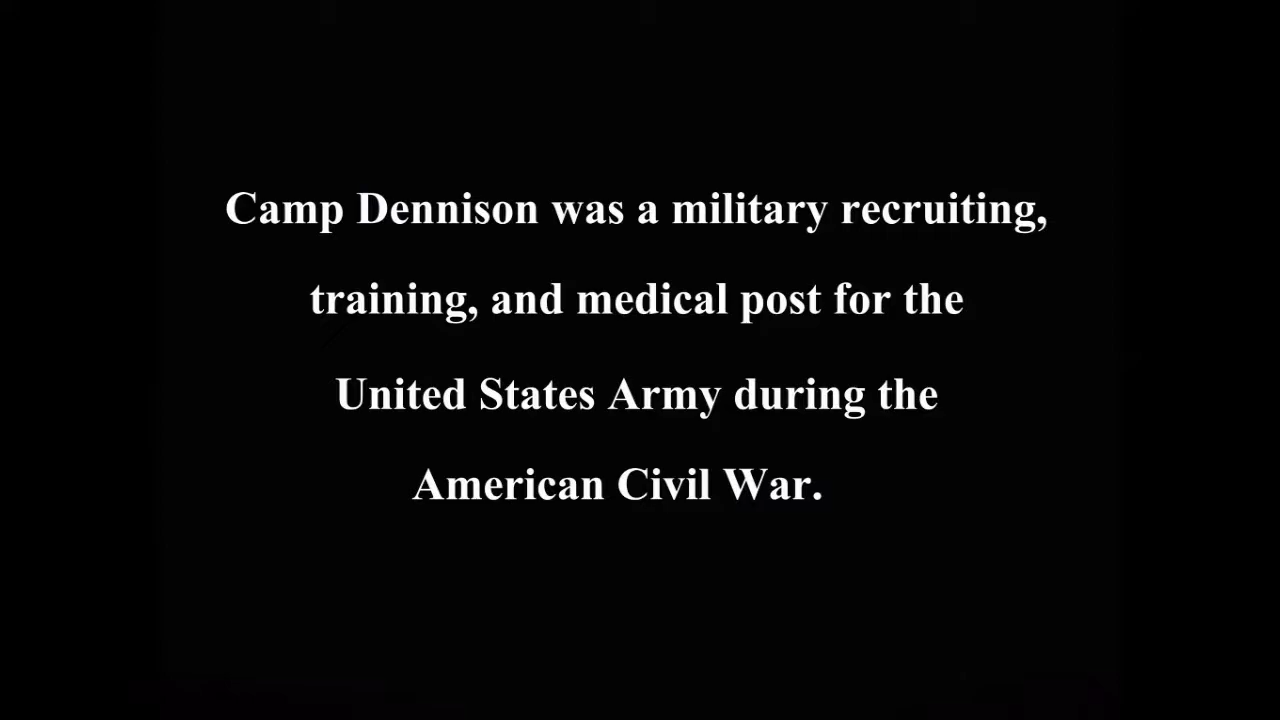 Camp Dennison was a military recruiting,
training, and medical post for the
United States Army during the
American Civil War.